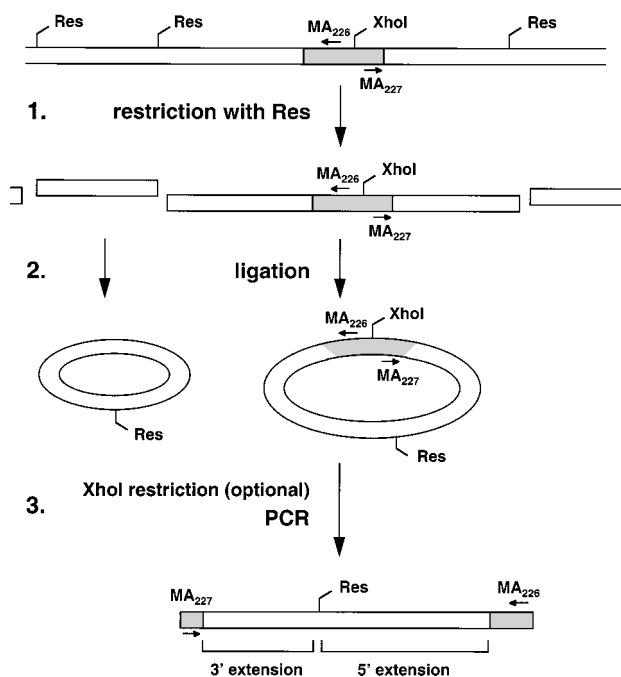 Res
Res
MA226
XhoI
Res
MA227
1. restriction with Res
MA226
XhoI
MA227
2. ligation
MA226
XhoI
MA227
Res
Res
3. XhoI restriction (optional)
PCR
MA227
Res
MA226
3’ extension
5’ extension